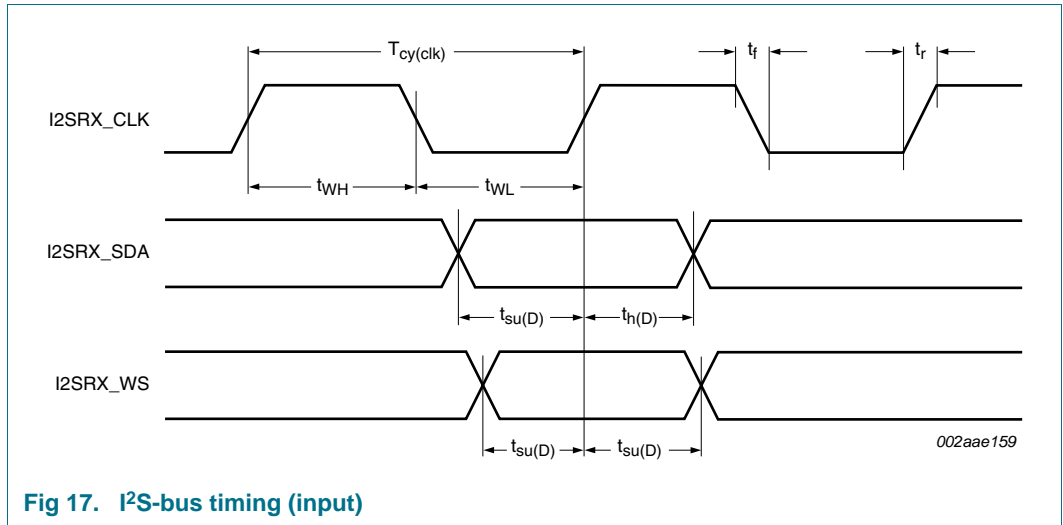 Tcy(clk)
tf
tr
I2SRX_CLK
tWH
tWL
I2SRX_SDA
tsu(D)
th(D)
I2SRX_WS
tsu(D)
tsu(D)
002aae159
Fig 17. I²S-bus timing (input)